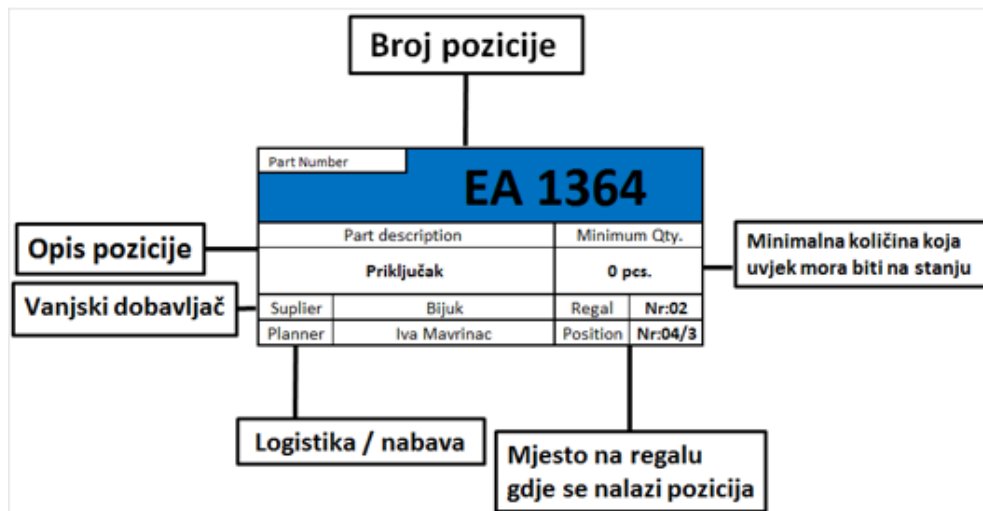 Broj pozicije
Part Number
EA 1364
Part description
Minimum Qty.
Priključak
0 pcs.
Suplier
Bijuk
Regal
Nr:02
Planner
Iva Mavrinac
Position
Nr:04/3
Opis pozicije
Vanjski dobavljač
Minimalna količina koja
uvjek mora biti na stanju
Logistika / nabava
Mjesto na regalu
gdje se nalazi pozicija